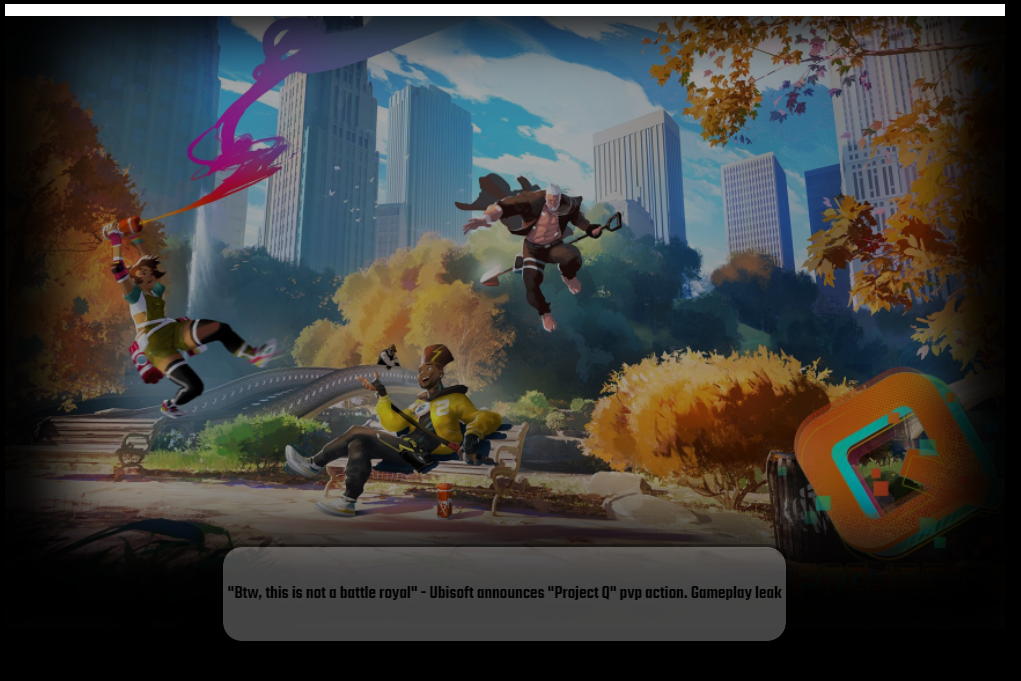 "Btw, this is not a battle royal" - Ubisoft announces "Project Q" pvp action. Gameplay leak